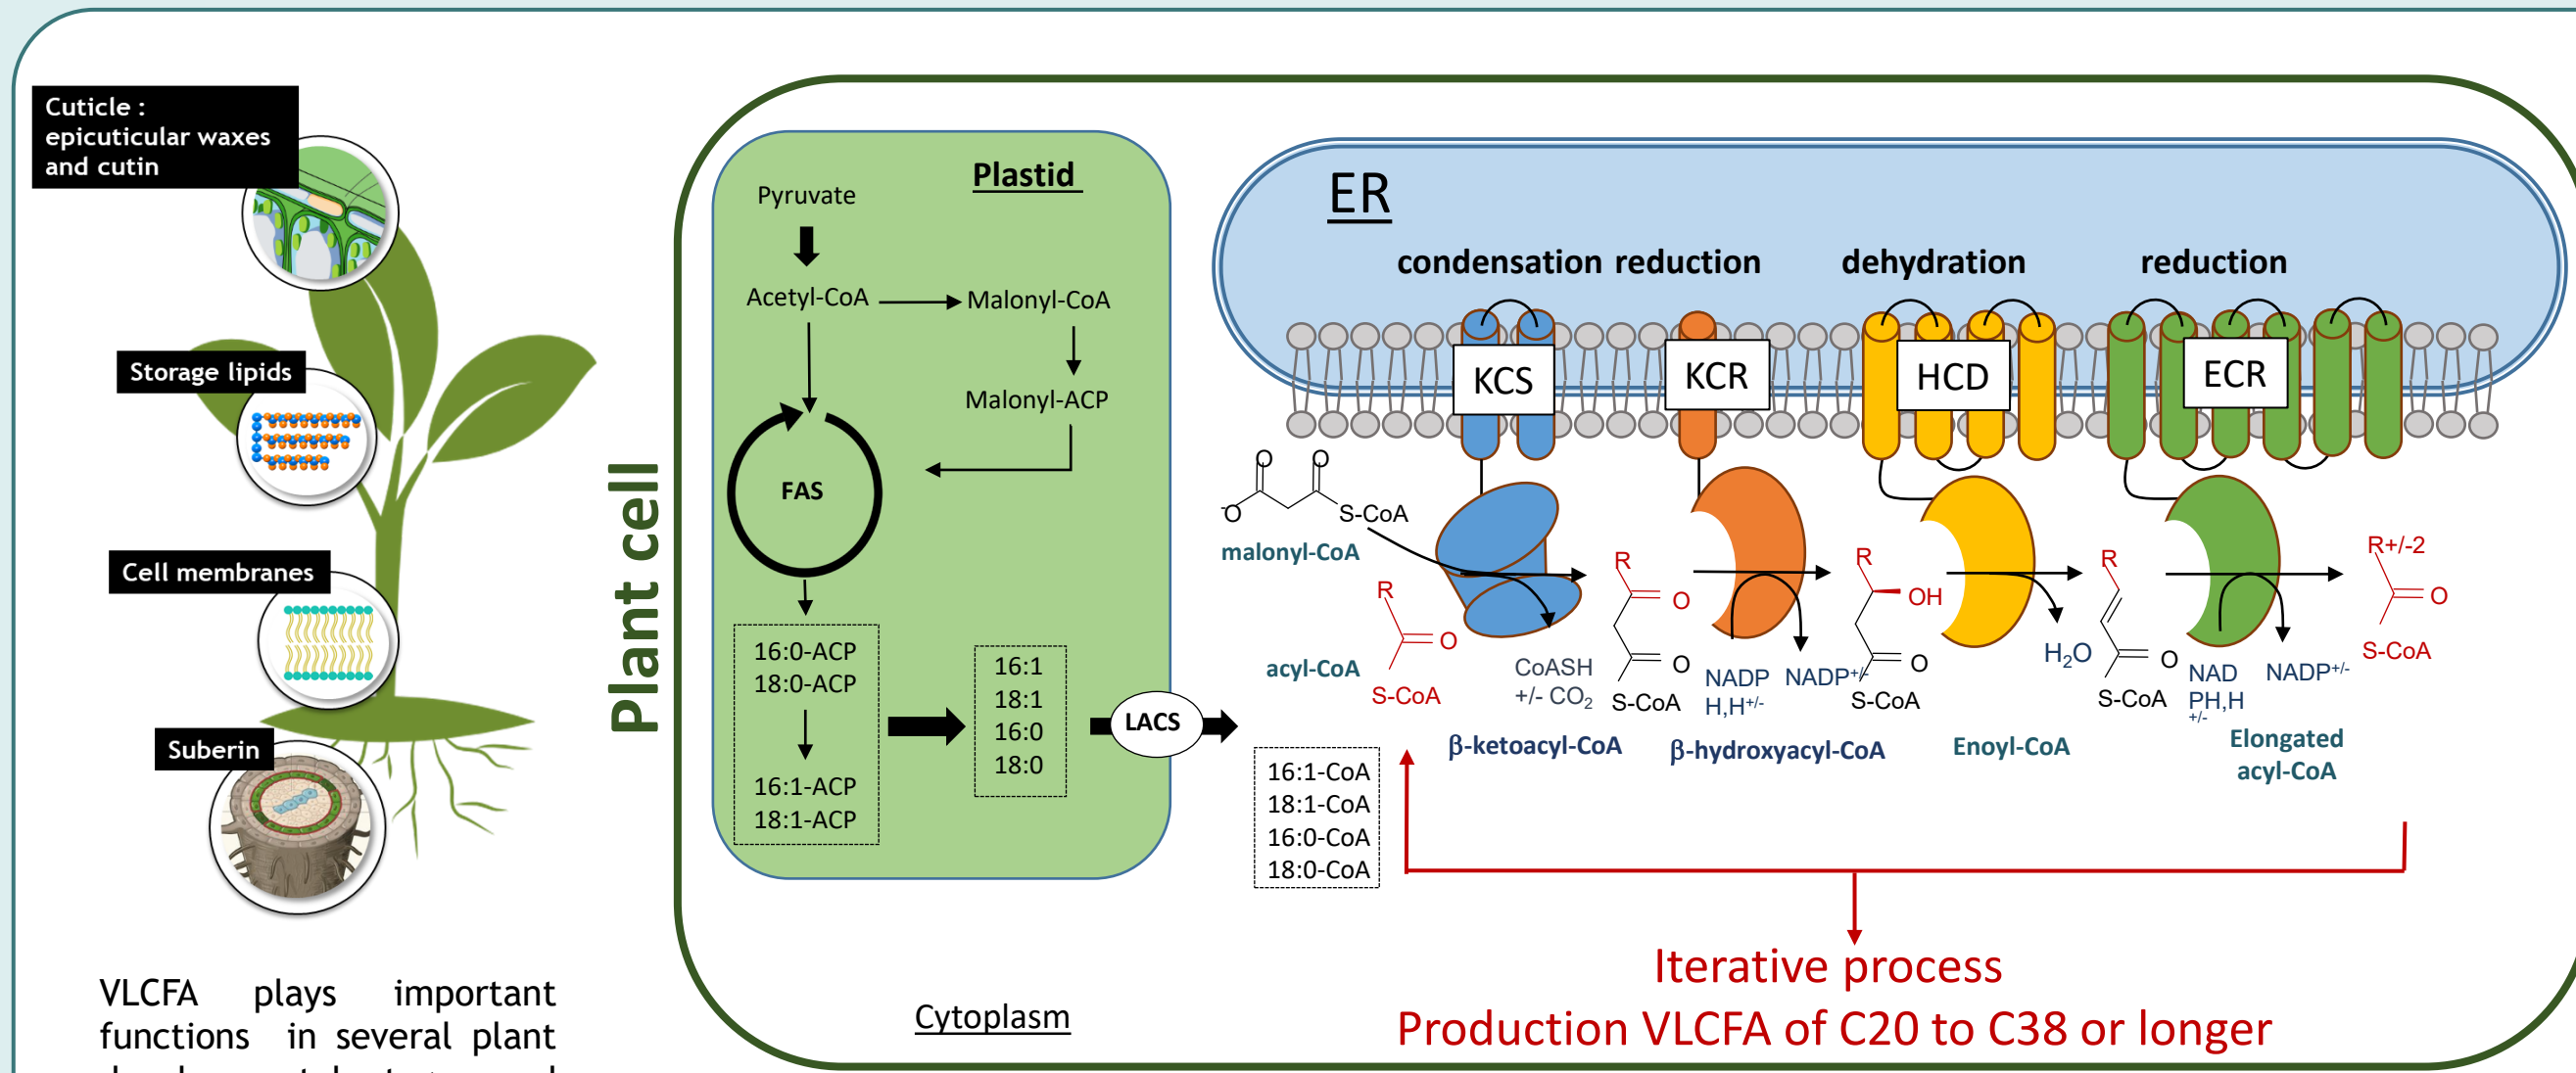 Cuticle :
epicuticular waxes
and cutin
Storage lipids
Cell membranes
Suberin
VLCFA plays important
functions in several plant
Plant cell
Plastid
Pyruvate
Acetyl-CoA
Malonyl-CoA
Malonyl-ACP
FAS
16:0-ACP
18:0-ACP
16:1-ACP
18:1-ACP
16:1
18:1
16:0
18:0
LACS
16:1-CoA
18:1-CoA
16:0-CoA
18:0-CoA
Cytoplasm
ER
condensation
reduction
dehydration
reduction
KCS
KCR
HCD
ECR
O
O
-O
S-CoA
malonyl-CoA
R
O
acyl-CoA
S-CoA
CoASH
+/- CO2
R
O
O
S-CoA
β-ketoacyl-CoA
NADP
H,H+/-
NADP+/-
R
OH
O
S-CoA
β-hydroxyacyl-CoA
H2O
R
O
S-CoA
Enoyl-CoA
NAD
PH,H
+/-
NADP+/-
R+/-2
O
S-CoA
Elongated
acyl-CoA
Iterative process
Production VLCFA of C20 to C38 or longer